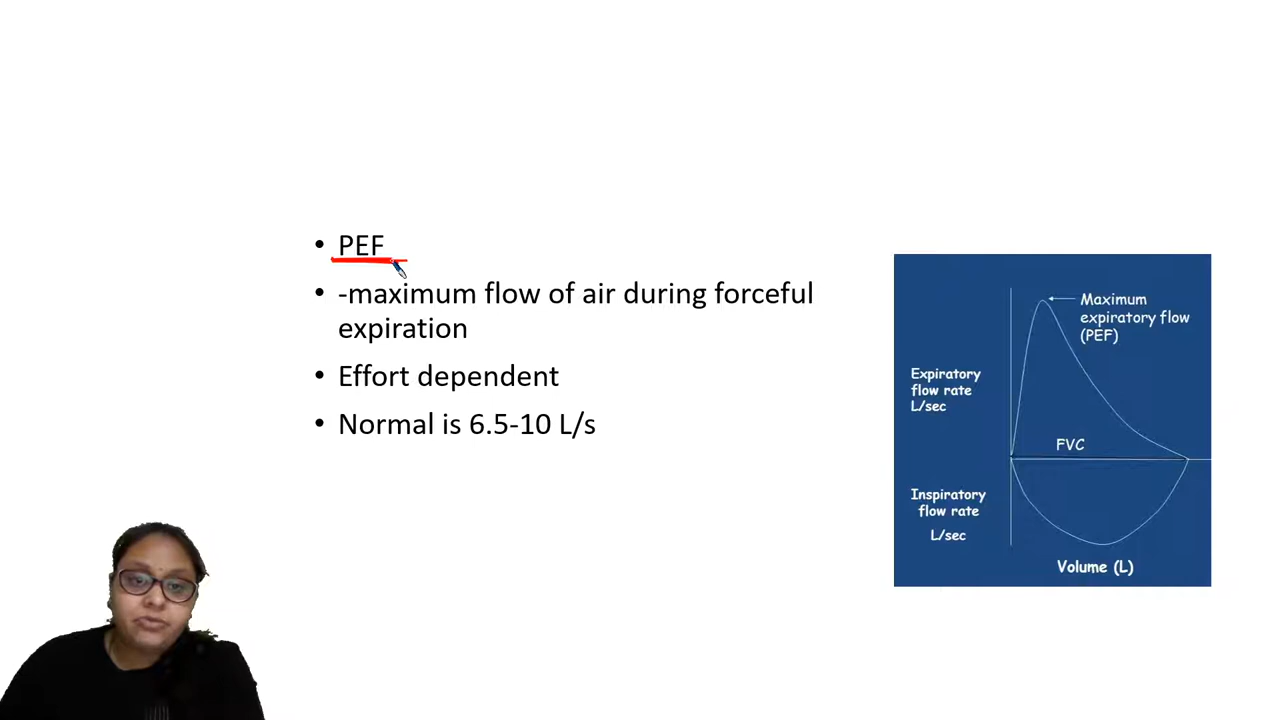 • PEF
• -maximum flow of air during forceful
expiration
• Effort dependent
• Normal is 6.5-10 L/s
Maximum
expiratory flow
(PEF)
Expiratory
flow rate
L/sec
FVC
Inspiratory
flow rate
L/sec
Volume (L)